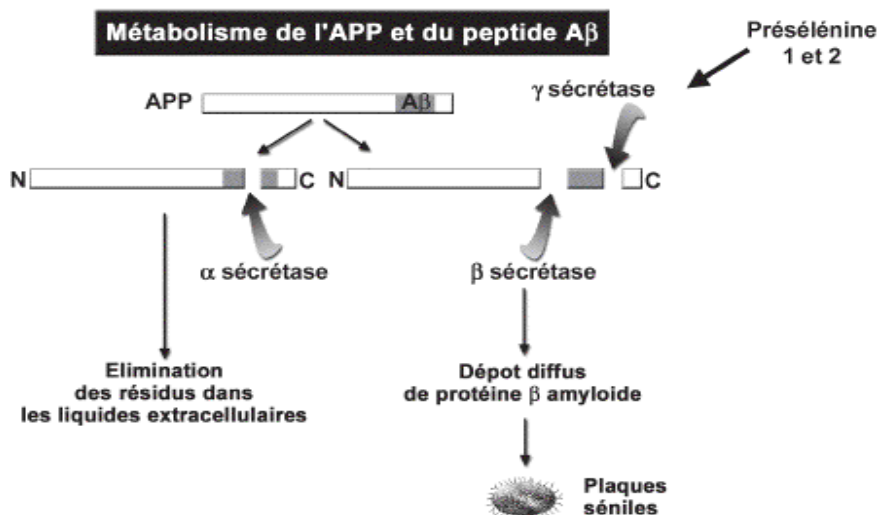 Métabolisme de l'APP et du peptide Aβ
Présélénine
1 et 2
γ sécrétase
APP
Aβ
N
C
N
C
α sécrétase
β sécrétase
Elimination
des résidus dans
les liquides extracellulaires
Dépot diffus
de protéine β amyloide
Plaques
séniles